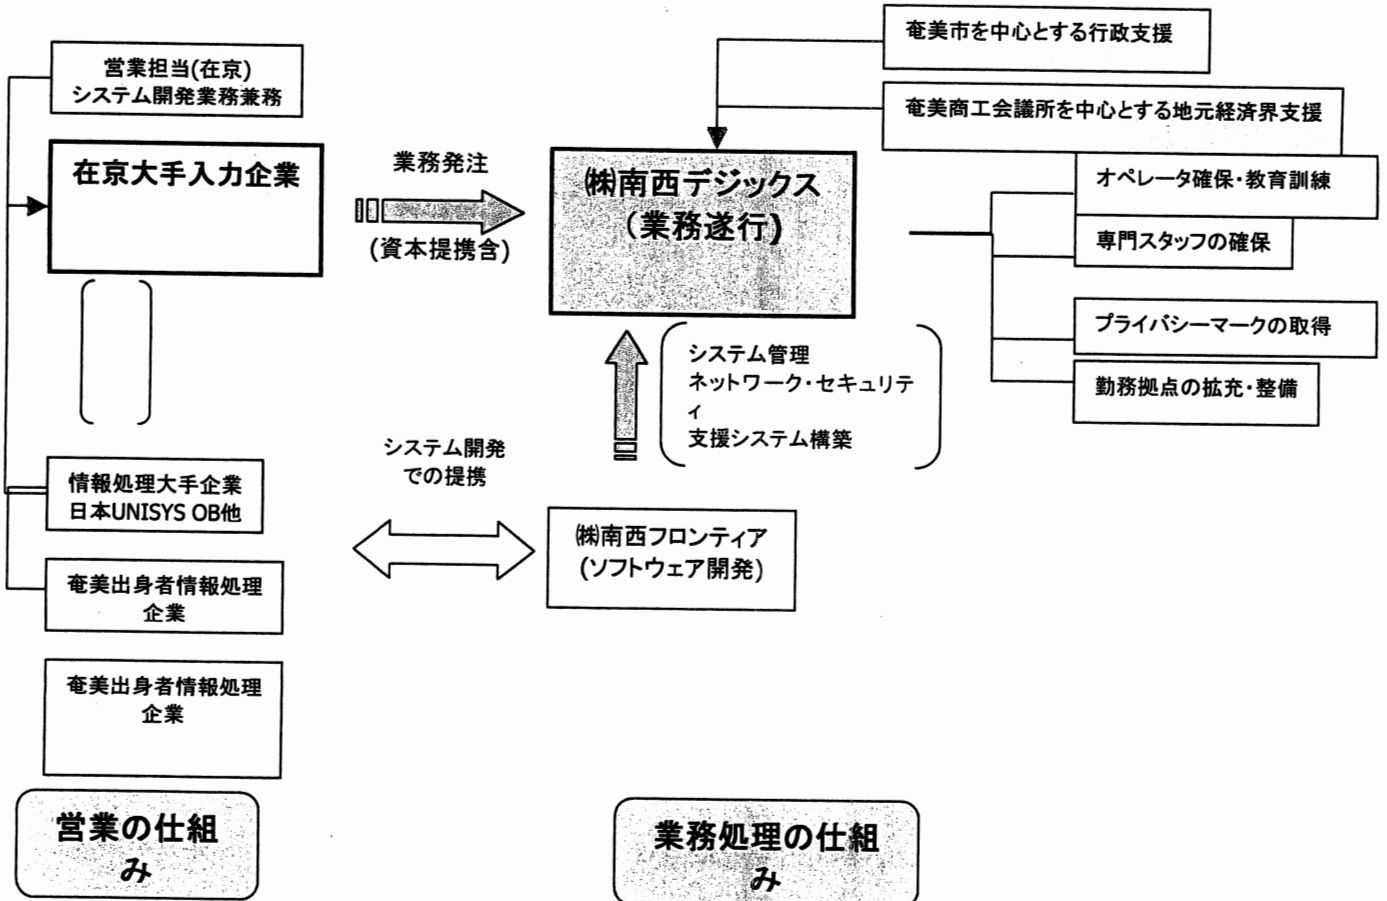 営業担当(在京)
システム開発業務兼務
在京大手入力企業
業務発注
(資本提携含)
㈱南西デジックス
(業務遂行)
奄美市を中心とする行政支援
奄美商工会議所を中心とする地元経済界支援
オペレータ確保・教育訓練
専門スタッフの確保
プライバシーマークの取得
勤務拠点の拡充・整備
システム管理
ネットワーク・セキュリテ
ィ
支援システム構築
システム開発
での提携
情報処理大手企業
日本UNISYS OB他
㈱南西フロンティア
(ソフトウェア開発)
奄美出身者情報処理
企業
奄美出身者情報処理
企業
営業の仕組
み
業務処理の仕組
み